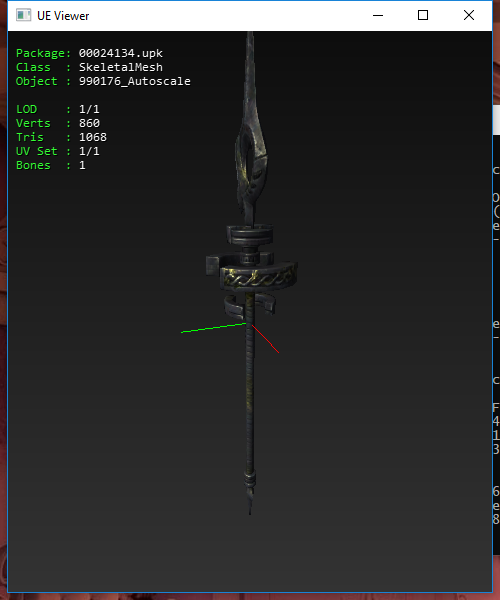 UE Viewer
Package: 00024134.upk
Class : SkeletalMesh
Object : 990176_Autoscale
LOD : 1/1
Verts : 860
Tris : 1068
UV Set : 1/1
Bones : 1